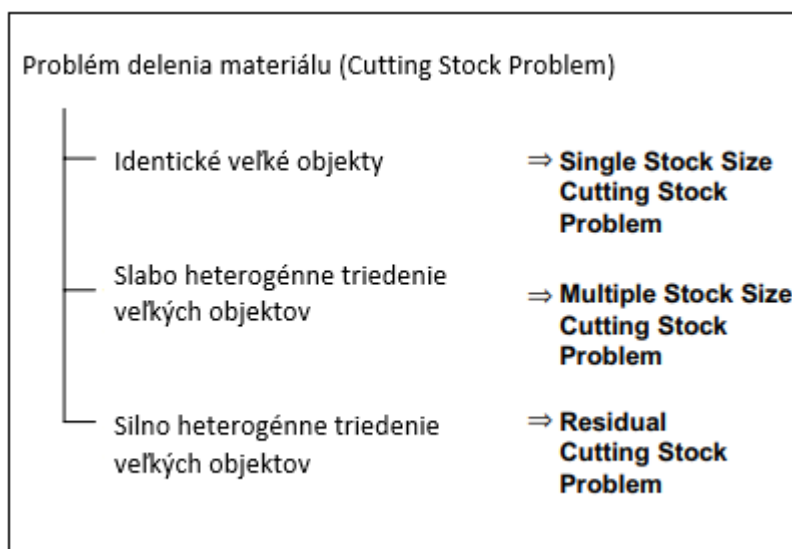 Problém delenia materiálu (Cutting Stock Problem)
Identické veľké objekty
⇒ Single Stock Size
Cutting Stock
Problem
Slabo heterogénne triedenie
veľkých objektov
⇒ Multiple Stock Size
Cutting Stock
Problem
Silno heterogénne triedenie
veľkých objektov
⇒ Residual
Cutting Stock
Problem